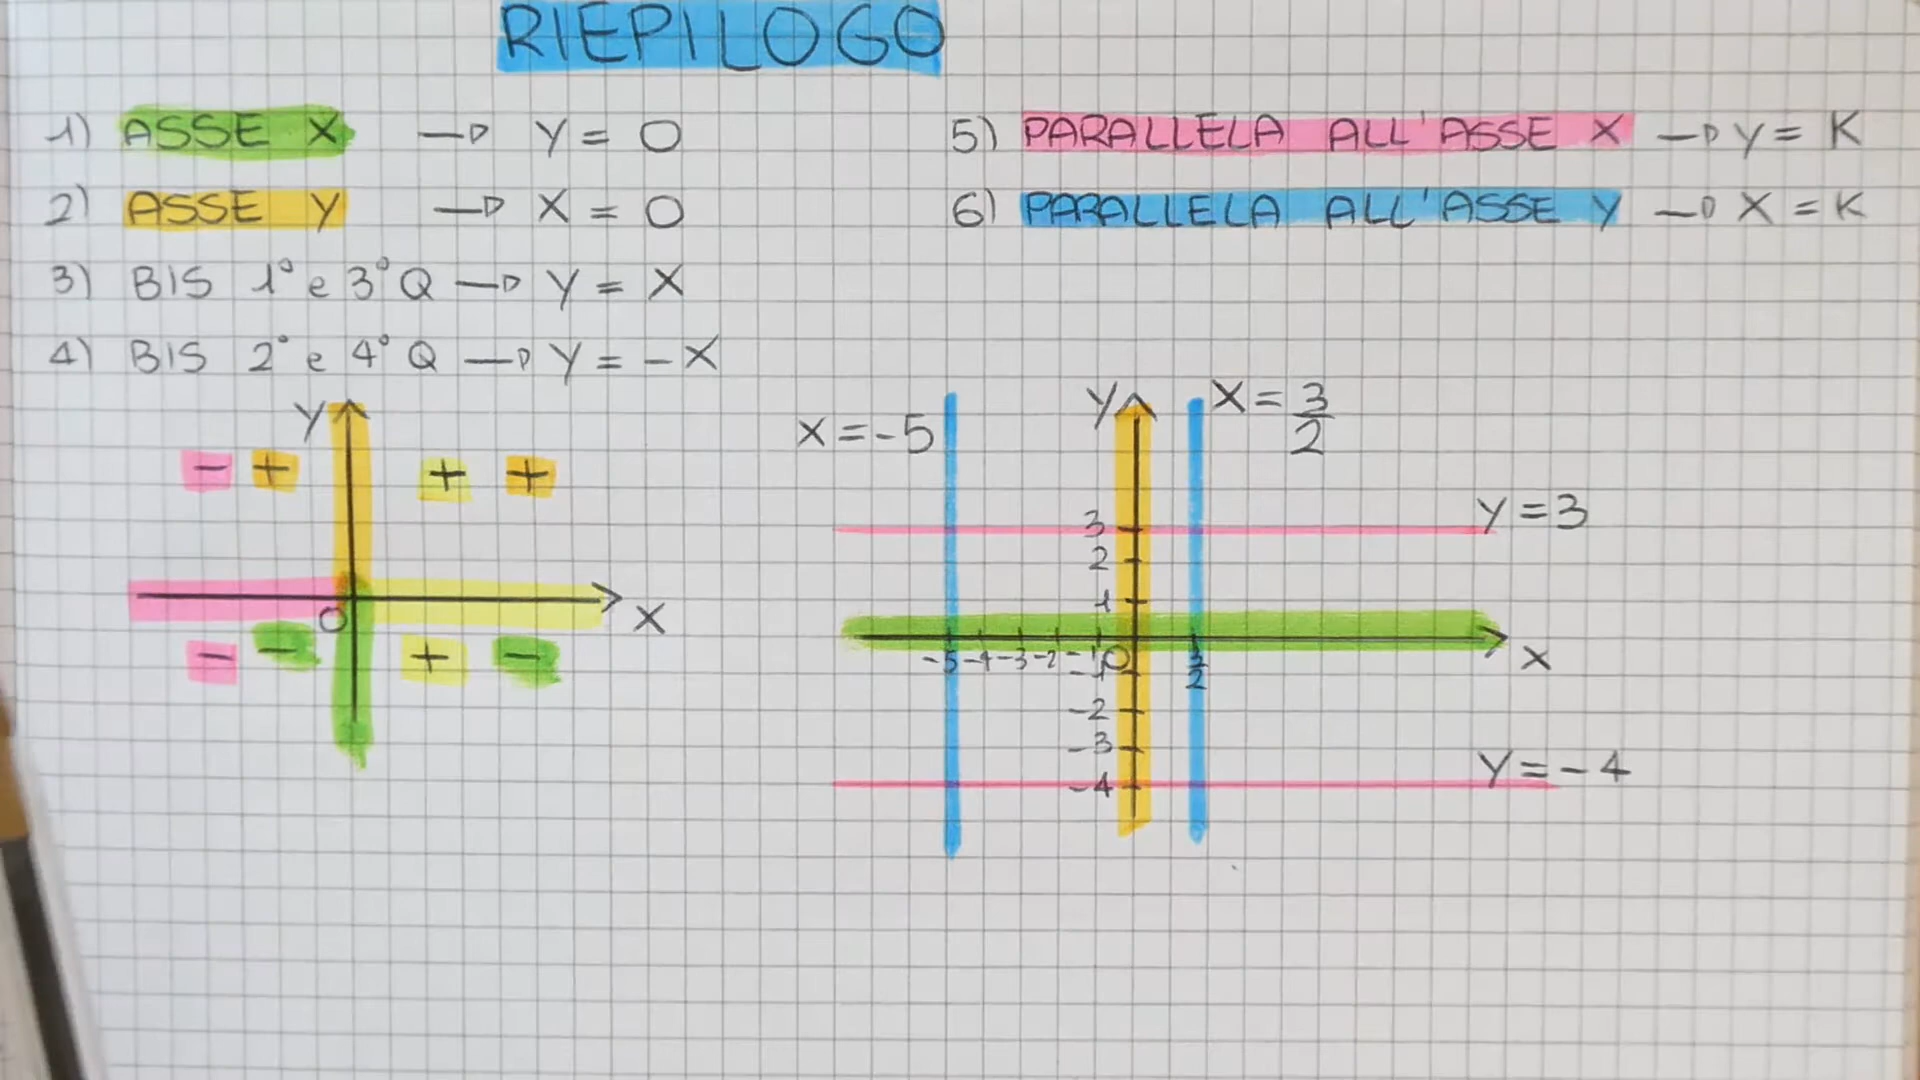 RIEPILOGO
1) ASSE X → Y = 0
2) ASSE Y → X = 0
3) BIS 1° e 3° Q → Y = X
4) BIS 2° e 4° Q → Y = - X
5) PARALLELA ALL'ASSE X → Y = K
6) PARALLELA ALL'ASSE Y → X = K
Y
- + + +
O X
- - + -
X = -5 Y X = 3/2
Y = 3
3
2
1
-5 -4 -3 -2 -1 O 3/2 X
-1
-2
-3
-4 Y = -4